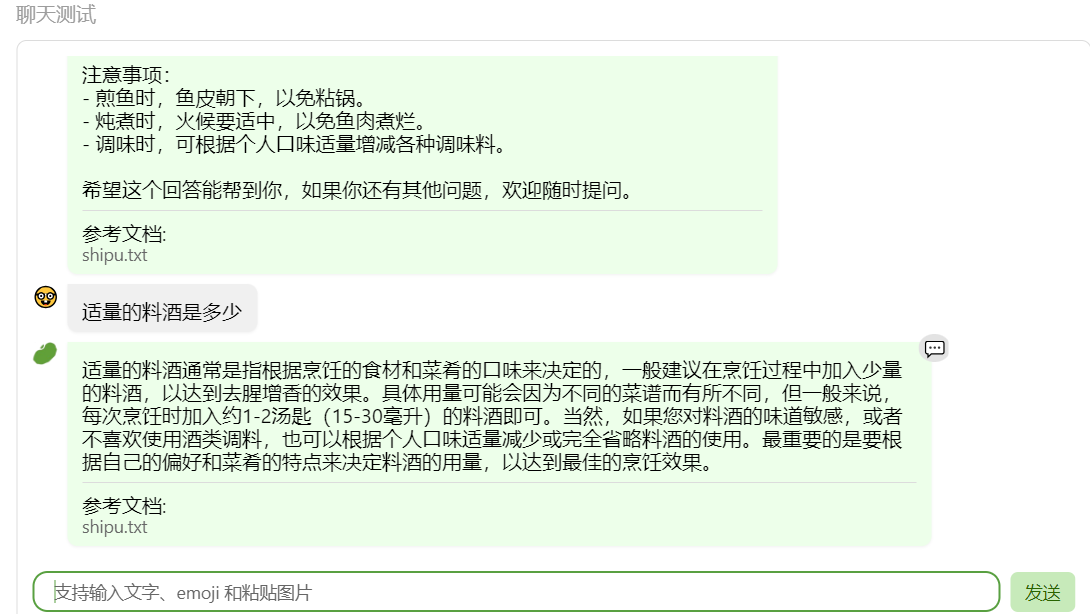 聊天测试
注意事项：
- 煎鱼时，鱼皮朝下，以免粘锅。
- 炖煮时，火候要适中，以免鱼肉煮烂。
- 调味时，可根据个人口味适量增减各种调味料。
希望这个回答能帮到你，如果你还有其他问题，欢迎随时提问。
参考文档:
shipu.txt
适量的料酒是多少
适量的料酒通常是指根据烹饪的食材和菜肴的口味来决定的，一般建议在烹饪过程中加入少量
的料酒，以达到去腥增香的效果。具体用量可能会因为不同的菜谱而有所不同，但一般来说，
每次烹饪时加入约1-2汤匙（15-30毫升）的料酒即可。当然，如果您对料酒的味道敏感，或者
不喜欢使用酒类调料，也可以根据个人口味适量减少或完全省略料酒的使用。最重要的是要根
据自己的偏好和菜肴的特点来决定料酒的用量，以达到最佳的烹饪效果。
参考文档:
shipu.txt
支持输入文字、emoji 和粘贴图片
发送